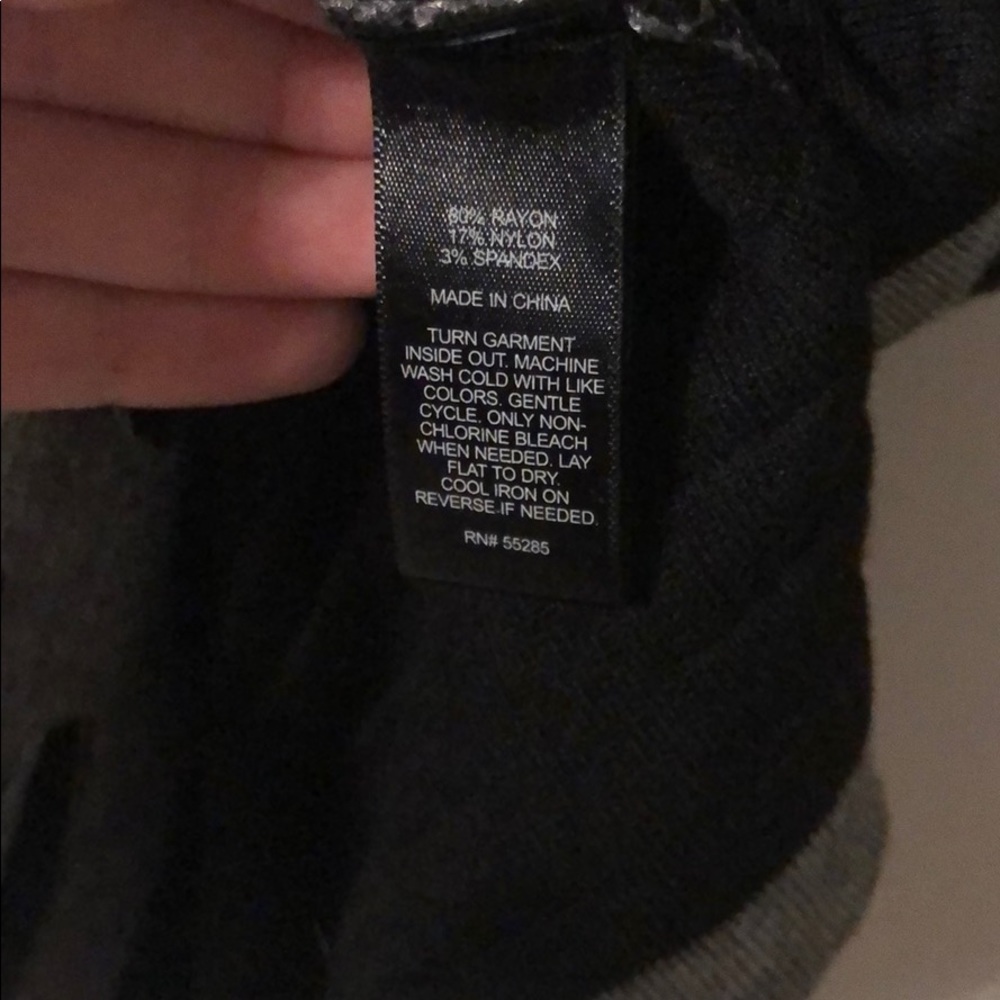 80% RAYON
17% NYLON
3% SPANDEX
MADE IN CHINA
TURN GARMENT
INSIDE OUT. MACHINE
WASH COLD WITH LIKE
COLORS. GENTLE
CYCLE. ONLY NON-
CHLORINE BLEACH
WHEN NEEDED. LAY
FLAT TO DRY.
COOL IRON ON
REVERSE IF NEEDED.
RN# 55285